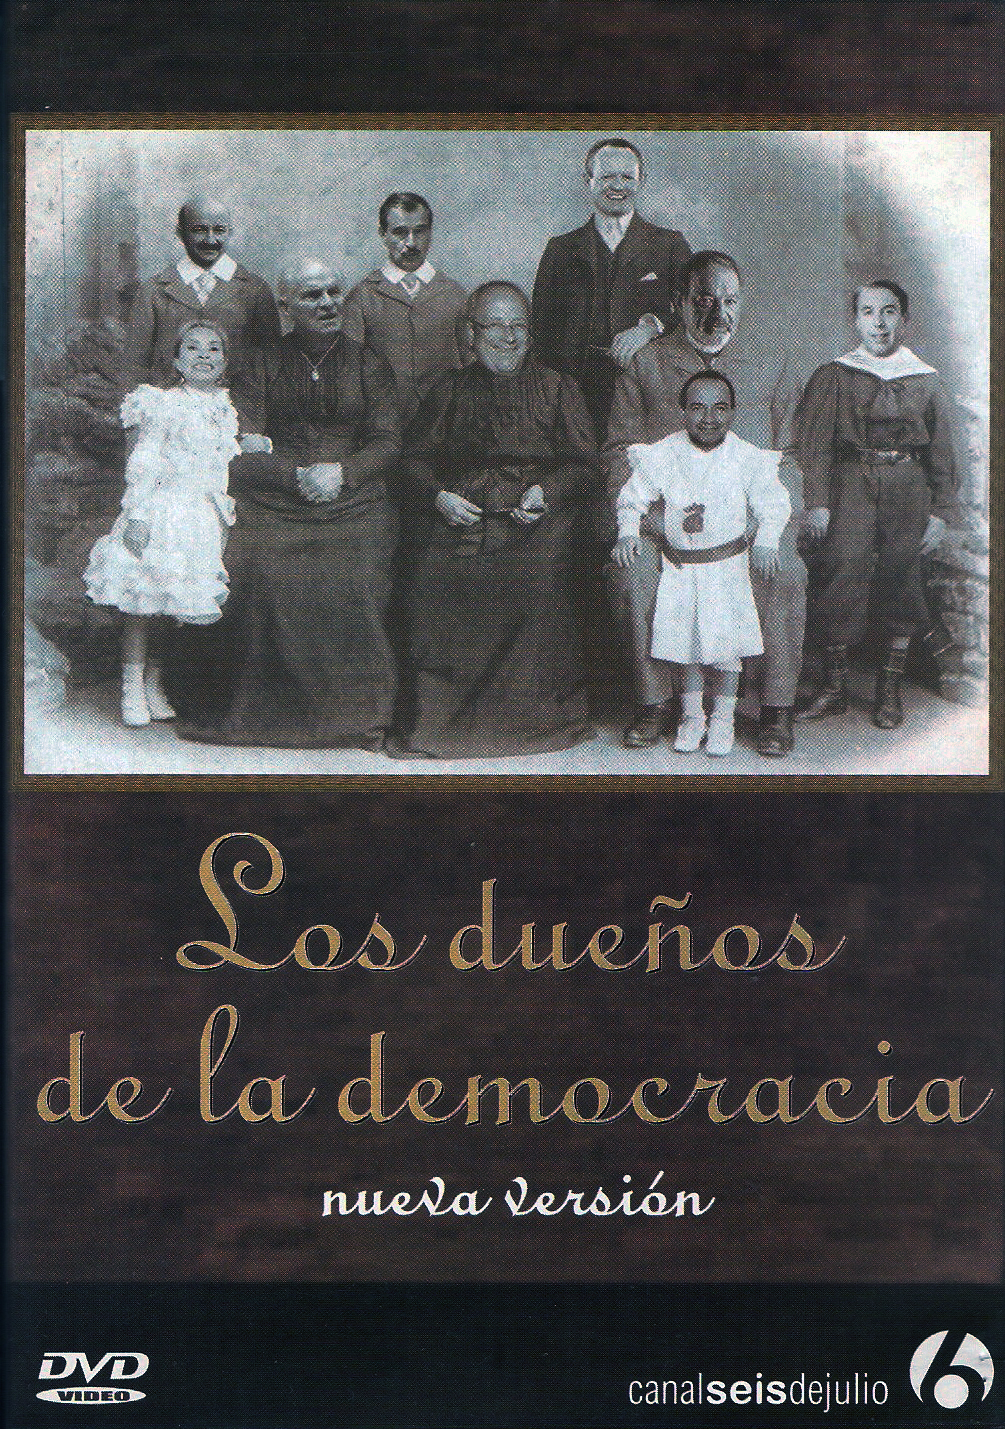 Los dueños
de la democracia
nueva versión
DVD
VIDEO
canalseisdejulio 6